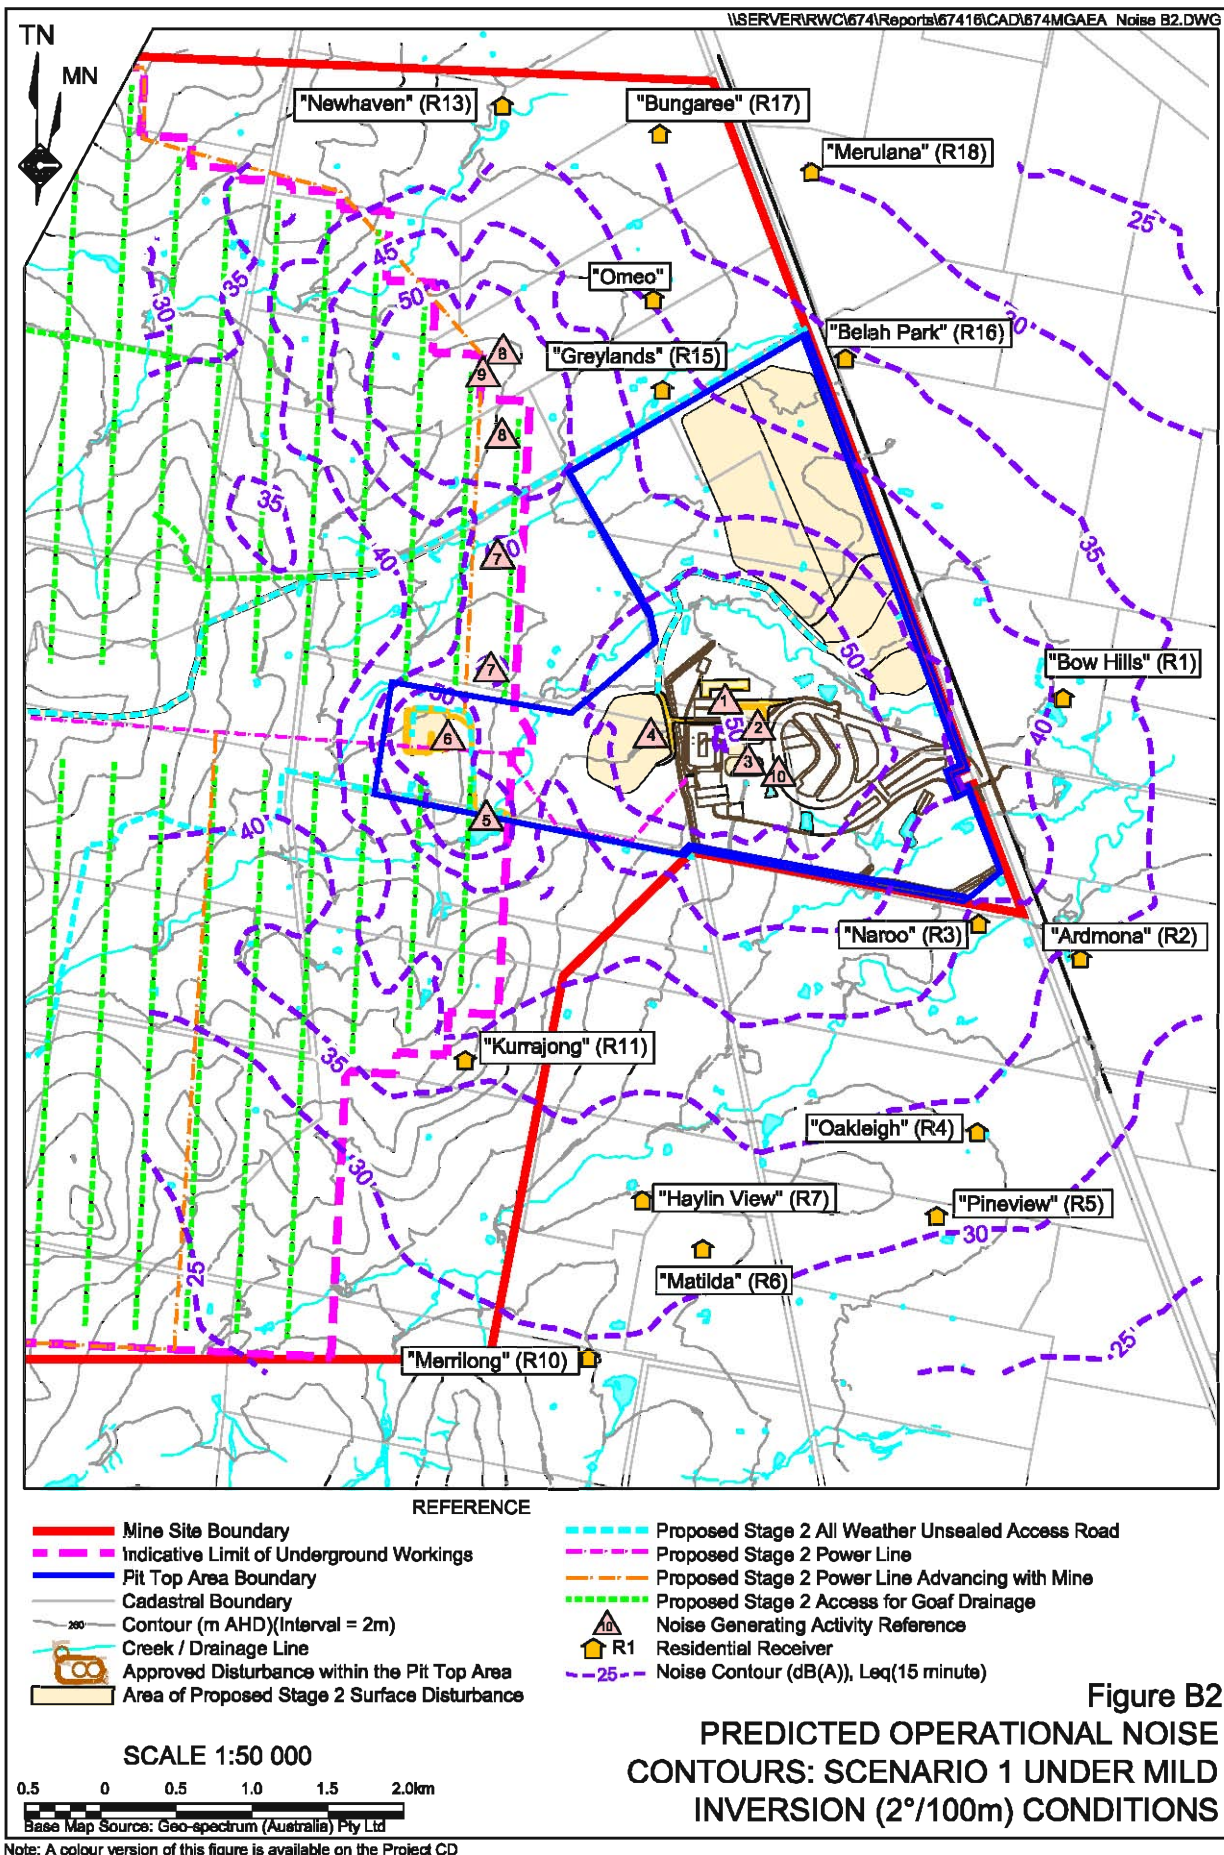 \\SERVER\RWC\674\Reports\67416\CAD\674MGAEA_Noise B2.DWG
TN
MN
"Newhaven" (R13)
"Bungaree" (R17)
"Merulana" (R18)
25
45
"Omeo"
35
30
50
"Belah Park" (R16)
30
"Greylands" (R15)
8
9
8
35
40
50
7
35
50
"Bow Hills" (R1)
7
50
1
40
4
2
50
6
3
10
5
40
"Naroo" (R3)
"Ardmona" (R2)
"Kurrajong" (R11)
35
"Oakleigh" (R4)
30
"Haylin View" (R7)
"Pineview" (R5)
30
25
"Matilda" (R6)
25
"Merrilong" (R10)
REFERENCE
Mine Site Boundary
Indicative Limit of Underground Workings
Pit Top Area Boundary
Cadastral Boundary
260 Contour (m AHD)(Interval = 2m)
Creek / Drainage Line
Approved Disturbance within the Pit Top Area
Area of Proposed Stage 2 Surface Disturbance
Proposed Stage 2 All Weather Unsealed Access Road
Proposed Stage 2 Power Line
Proposed Stage 2 Power Line Advancing with Mine
Proposed Stage 2 Access for Goaf Drainage
10 Noise Generating Activity Reference
R1 Residential Receiver
25 Noise Contour (dB(A)), Leq(15 minute)
Figure B2
PREDICTED OPERATIONAL NOISE
CONTOURS: SCENARIO 1 UNDER MILD
INVERSION (2°/100m) CONDITIONS
SCALE 1:50 000
0.5 0 0.5 1.0 1.5 2.0km
Base Map Source: Geo-spectrum (Australia) Pty Ltd
Note: A colour version of this figure is available on the Project CD